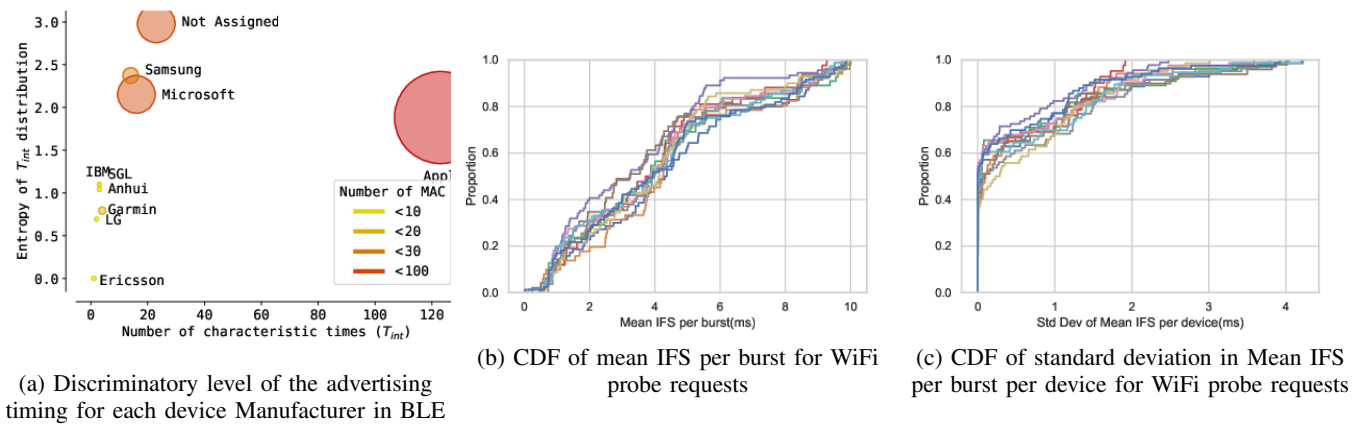 3.0
2.5
2.0
1.5
1.0
0.5
0.0
Entropy of T_int distribution
Not Assigned
Samsung
Microsoft
IBM
SGL
Anhui
Garmin
LG
Ericsson
Appl
Number of MAC
<10
<20
<30
<100
0 20 40 60 80 100 120
Number of characteristic times (T_int)
(a) Discriminatory level of the advertising
timing for each device Manufacturer in BLE
1.0
0.8
0.6
0.4
0.2
0.0
Proportion
0 2 4 6 8 10
Mean IFS per burst(ms)
(b) CDF of mean IFS per burst for WiFi
probe requests
1.0
0.8
0.6
0.4
0.2
0.0
Proportion
0 1 2 3 4
Std Dev of Mean IFS per device(ms)
(c) CDF of standard deviation in Mean IFS
per burst per device for WiFi probe requests